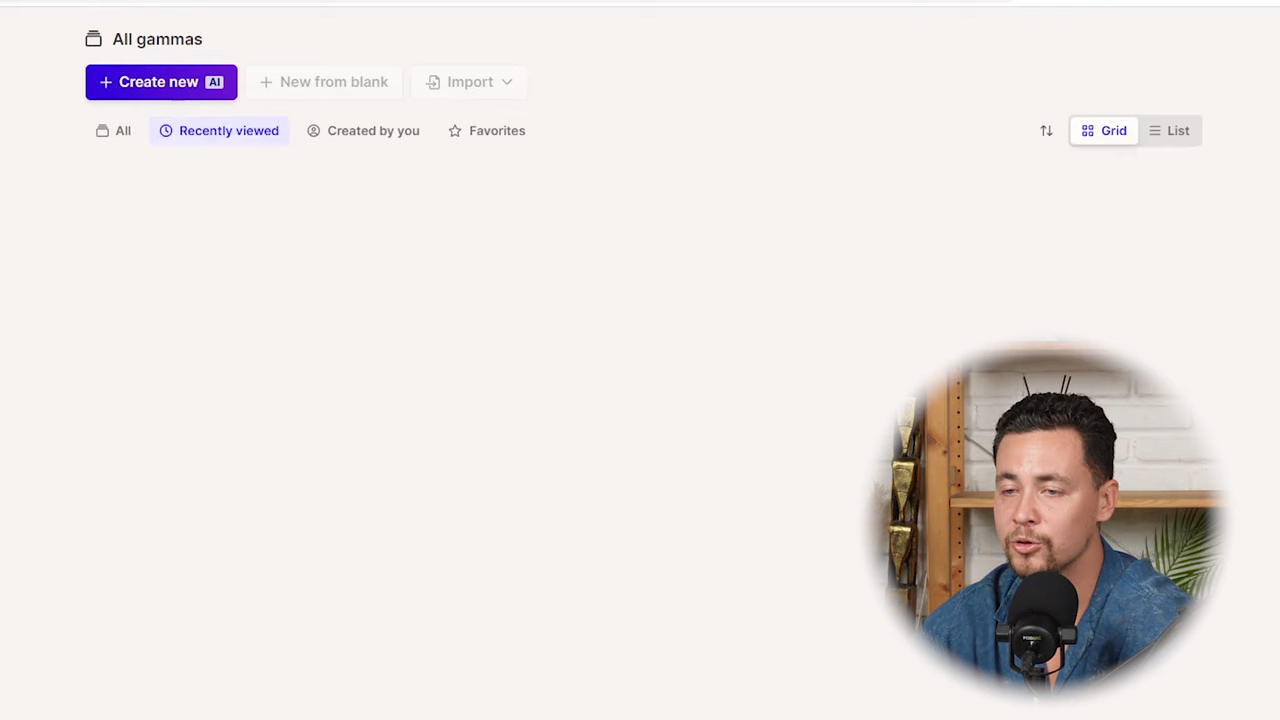 All gammas
+ Create new AI
+ New from blank
Import
All
Recently viewed
Created by you
Favorites
Grid
List